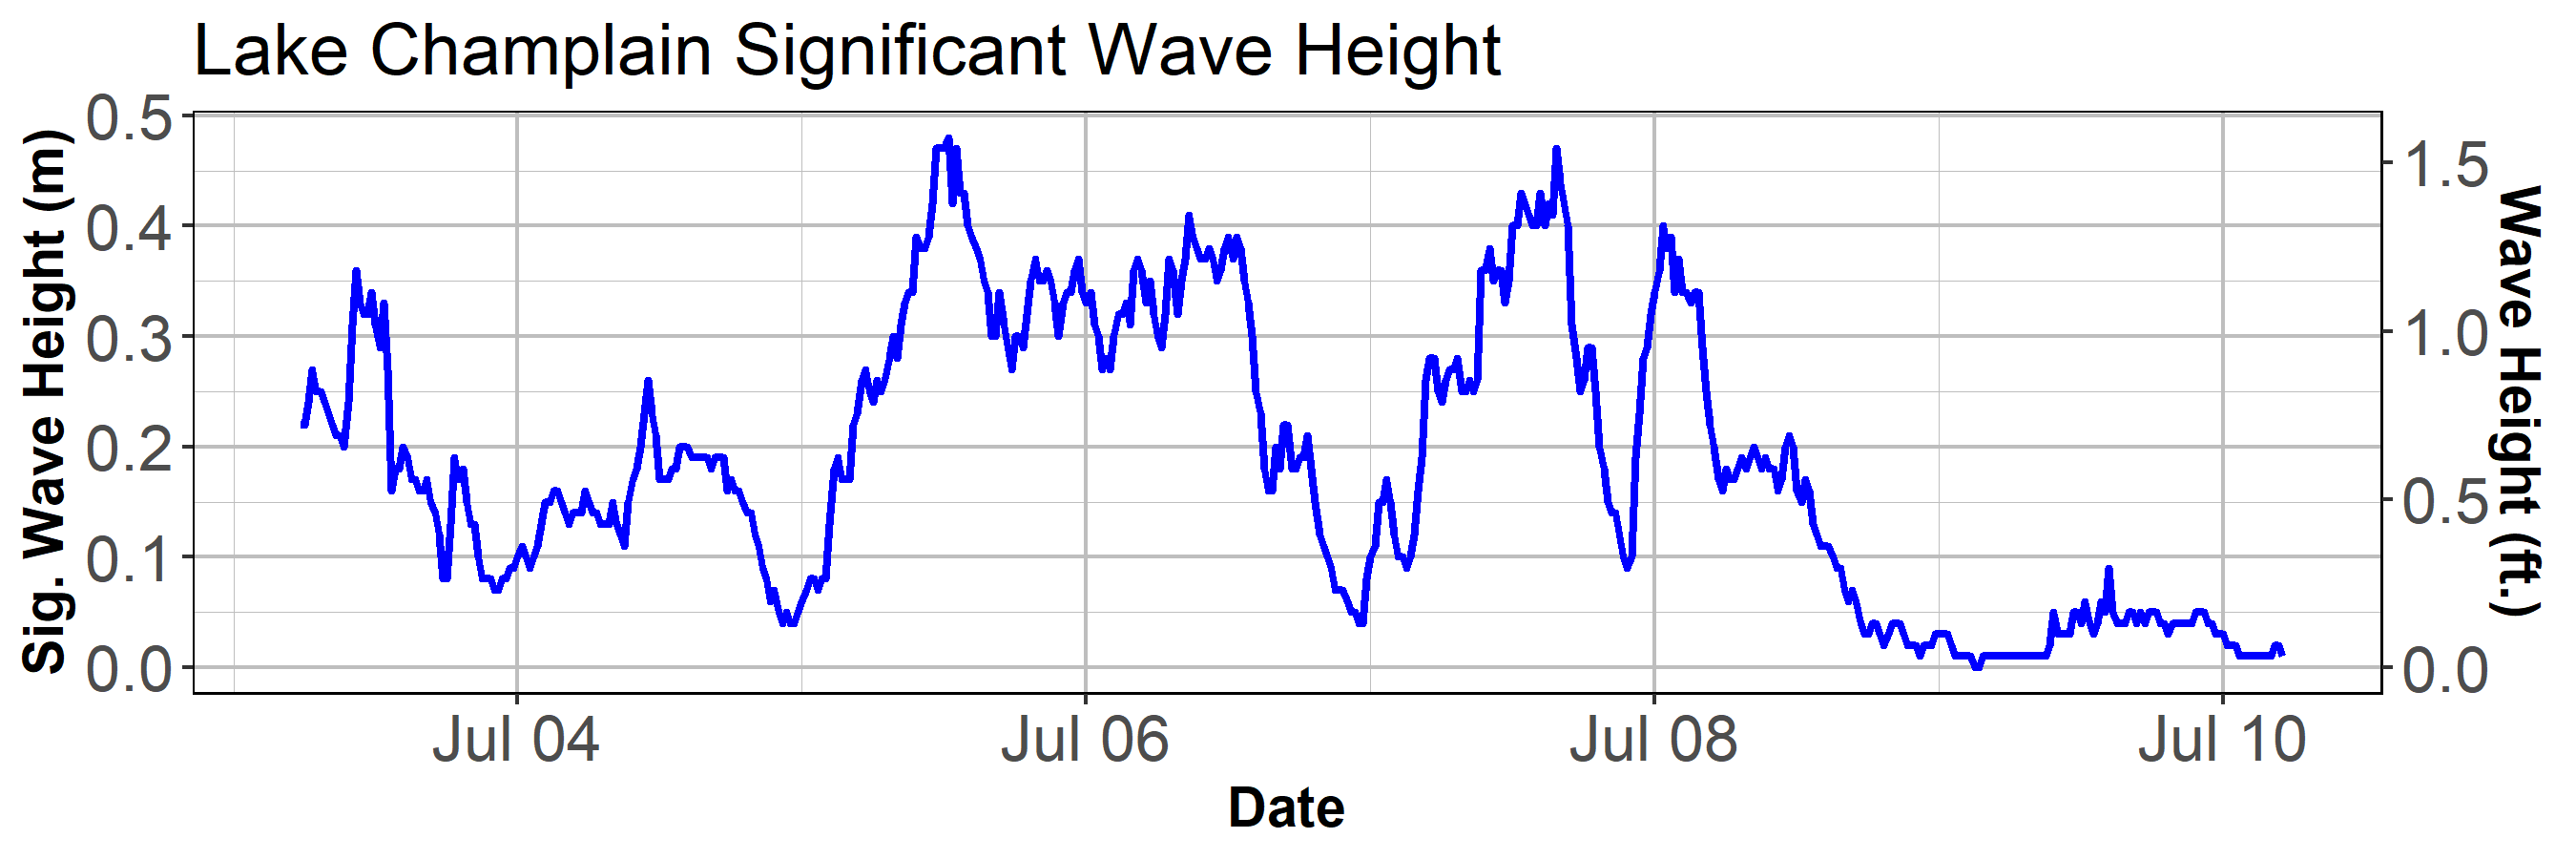 Lake Champlain Significant Wave Height
Sig. Wave Height (m)
0.5
0.4
0.3
0.2
0.1
0.0
1.5
1.0
0.5
0.0
Wave Height (ft.)
Jul 04 Jul 06 Jul 08 Jul 10
Date